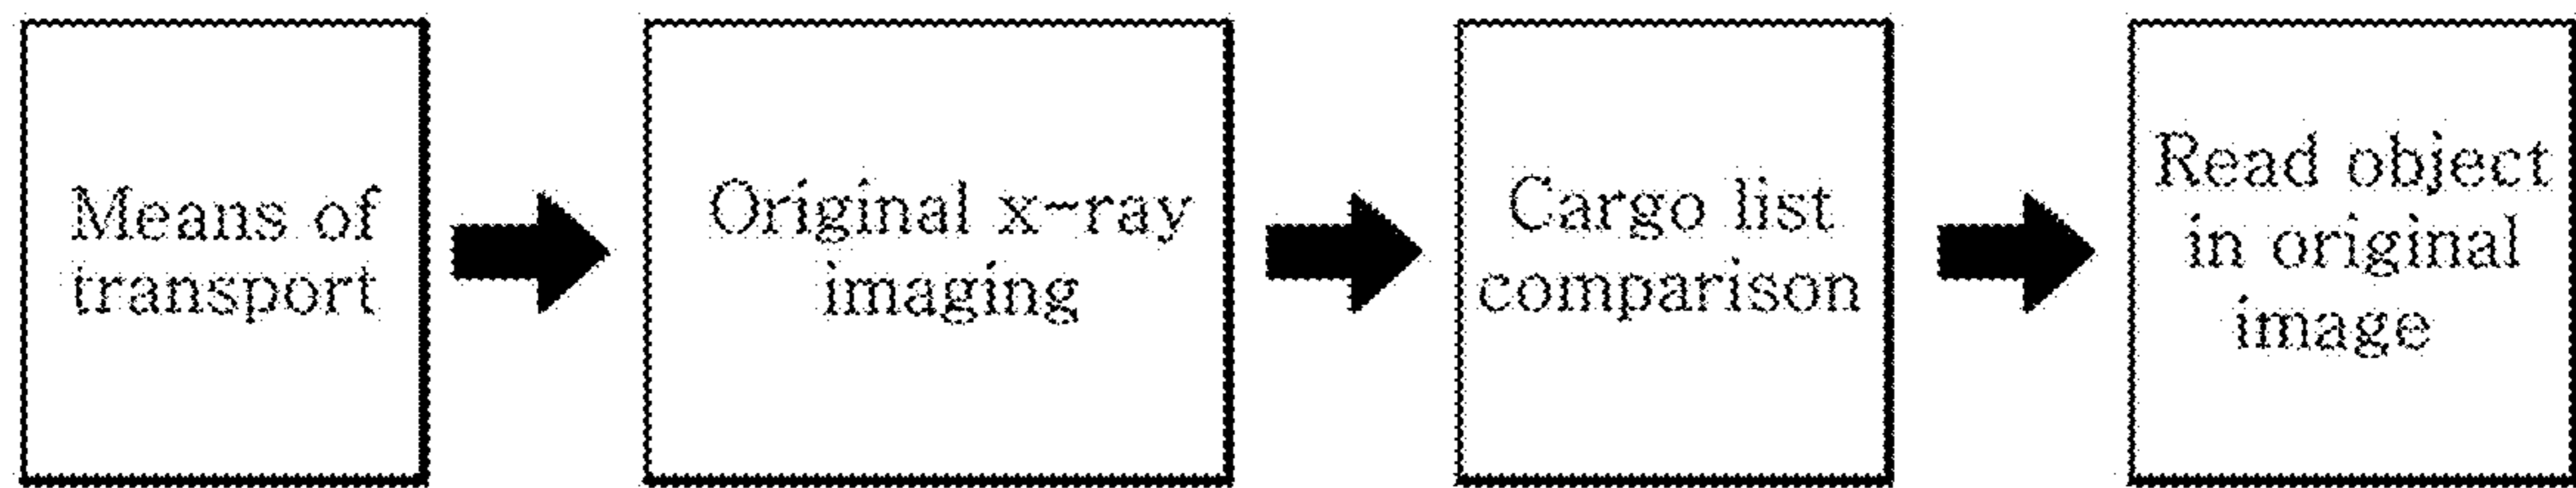 Means of
transport
Original x-ray
imaging
Cargo list
comparison
Read object
in original
image